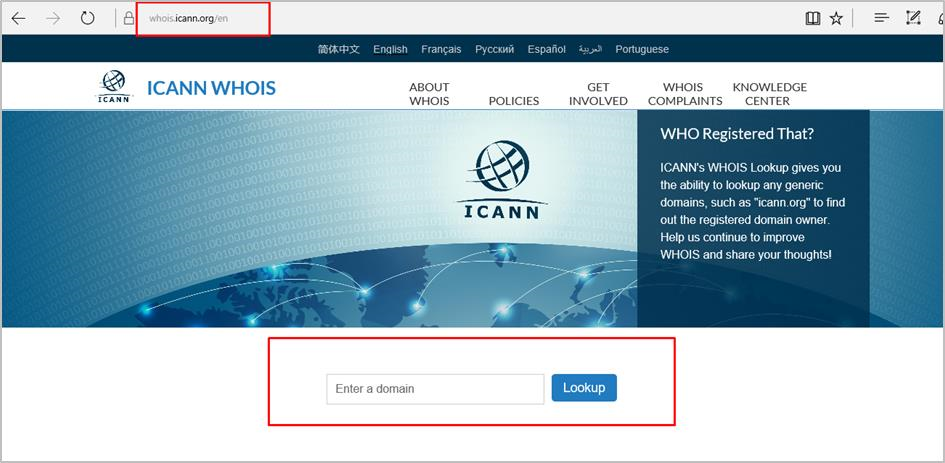 whois.icann.org/en
简体中文 English Français Русский Español العربية Portuguese
ICANN
ICANN WHOIS
ABOUT WHOIS
POLICIES
GET INVOLVED
WHOIS COMPLAINTS
KNOWLEDGE CENTER
ICANN
WHO Registered That?
ICANN's WHOIS Lookup gives you
the ability to lookup any generic
domains, such as "icann.org" to find
out the registered domain owner.
Help us continue to improve
WHOIS and share your thoughts!
Enter a domain
Lookup